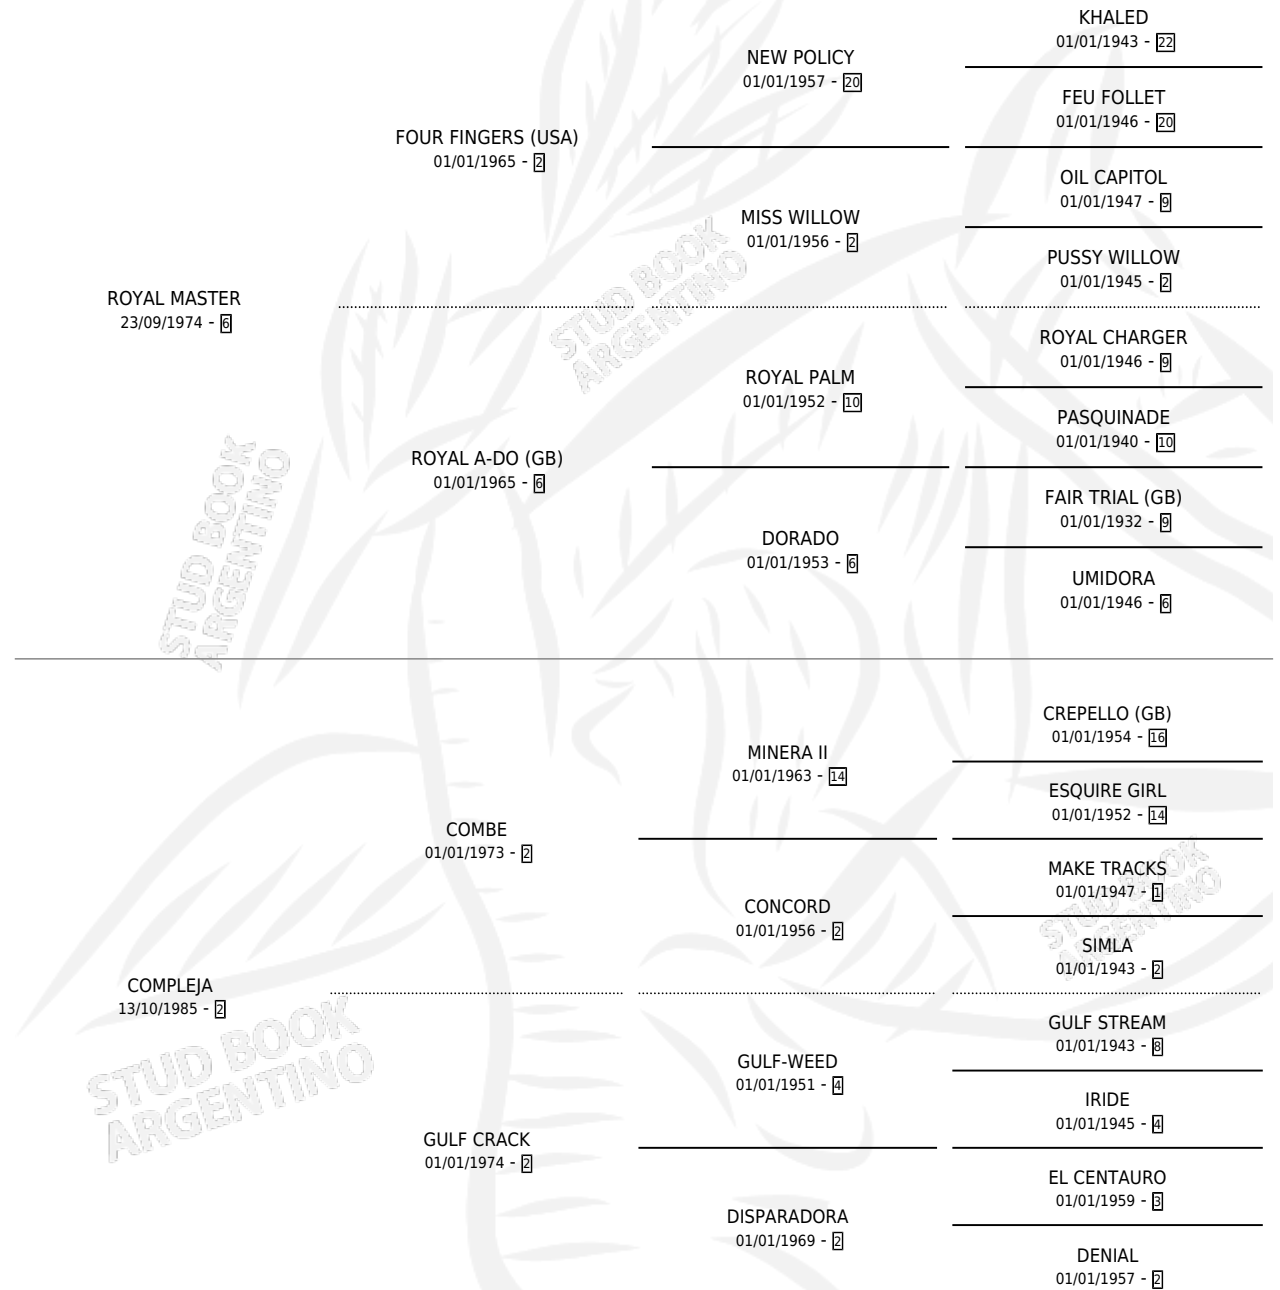 KHALED
01/01/1943 - 22
NEW POLICY
01/01/1957 - 20
FEU FOLLET
01/01/1946 - 20
FOUR FINGERS (USA)
01/01/1965 - 2
OIL CAPITOL
01/01/1947 - 9
MISS WILLOW
01/01/1956 - 2
PUSSY WILLOW
01/01/1945 - 2
ROYAL MASTER
23/09/1974 - 6
ROYAL CHARGER
01/01/1946 - 9
ROYAL PALM
01/01/1952 - 10
PASQUINADE
01/01/1940 - 10
ROYAL A-DO (GB)
01/01/1965 - 6
FAIR TRIAL (GB)
01/01/1932 - 9
DORADO
01/01/1953 - 6
UMIDORA
01/01/1946 - 6
CREPELLO (GB)
01/01/1954 - 16
MINERA II
01/01/1963 - 14
ESQUIRE GIRL
01/01/1952 - 14
COMBE
01/01/1973 - 2
MAKE TRACKS
01/01/1947 - 1
CONCORD
01/01/1956 - 2
SIMLA
01/01/1943 - 2
COMPLEJA
13/10/1985 - 2
GULF STREAM
01/01/1943 - 8
GULF-WEED
01/01/1951 - 4
IRIDE
01/01/1945 - 4
GULF CRACK
01/01/1974 - 2
EL CENTAURO
01/01/1959 - 3
DISPARADORA
01/01/1969 - 2
DENIAL
01/01/1957 - 2
STUD BOOK
ARGENTINO
STUD BOOK
ARGENTINO
STUD BOOK
ARGENTINO
STUD BOOK
ARGENTINO